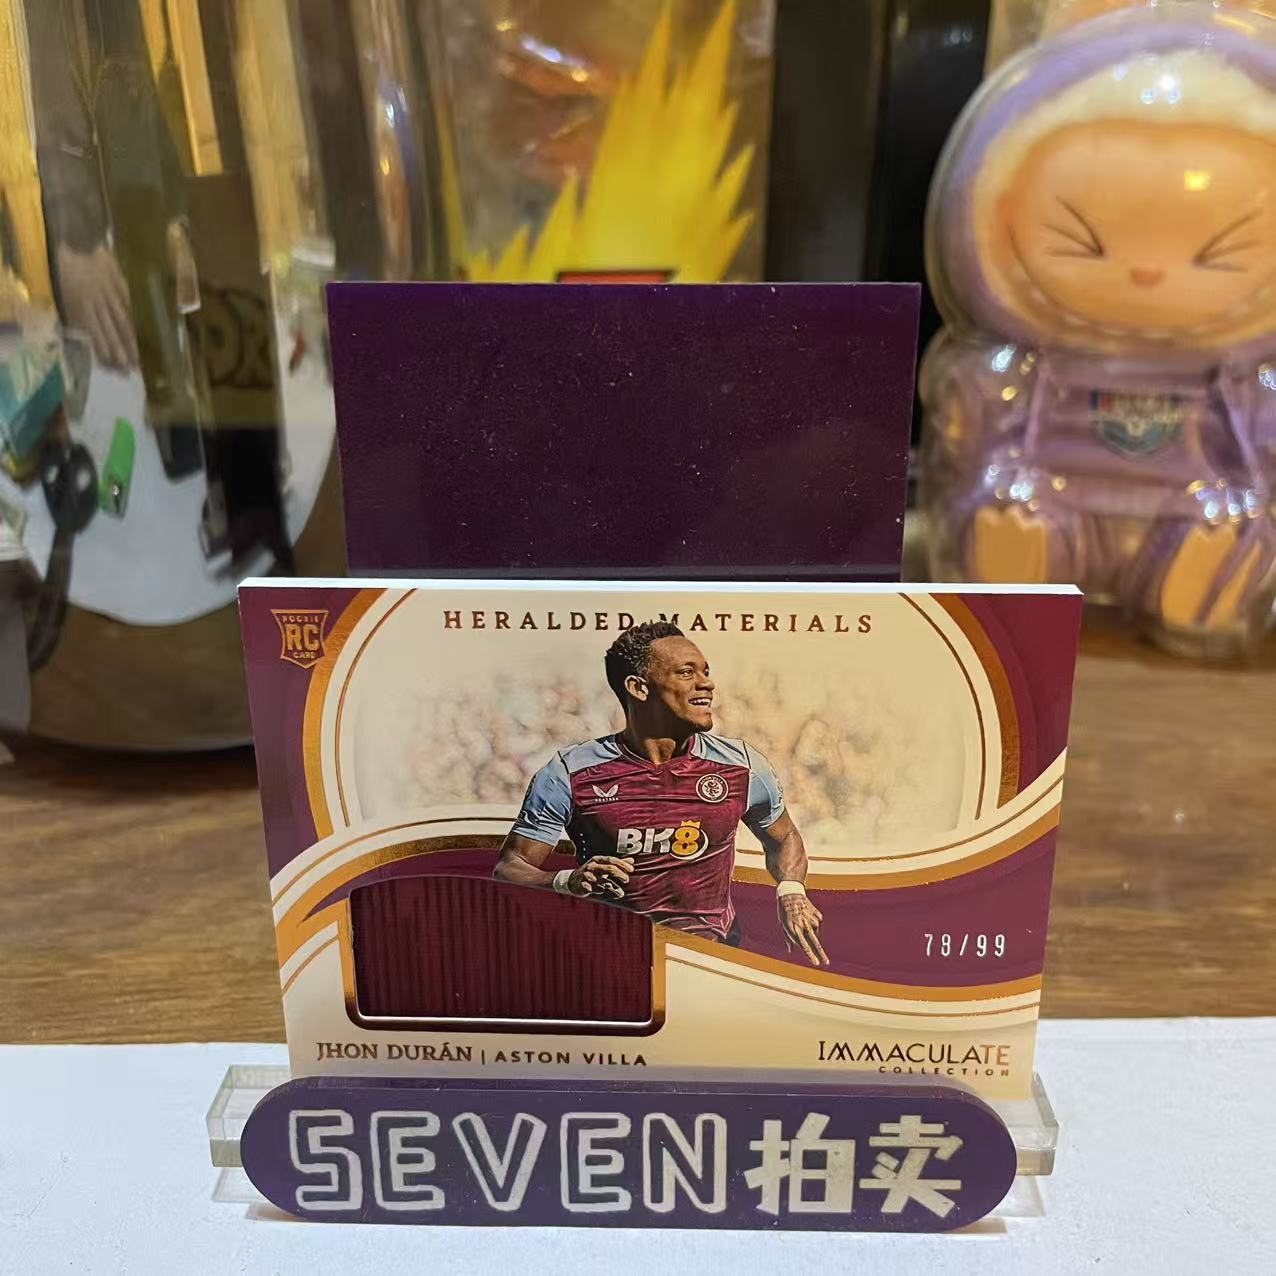 HERALDED MATERIALS
ROOKIE
RC
CARD
BK8
78/99
JHON DURÁN | ASTON VILLA
IMMACULATE
COLLECTION
SEVEN拍卖